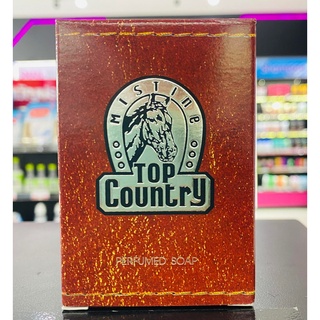 MISTINE
TOP
COUNTRY
PERFUMED SOAP